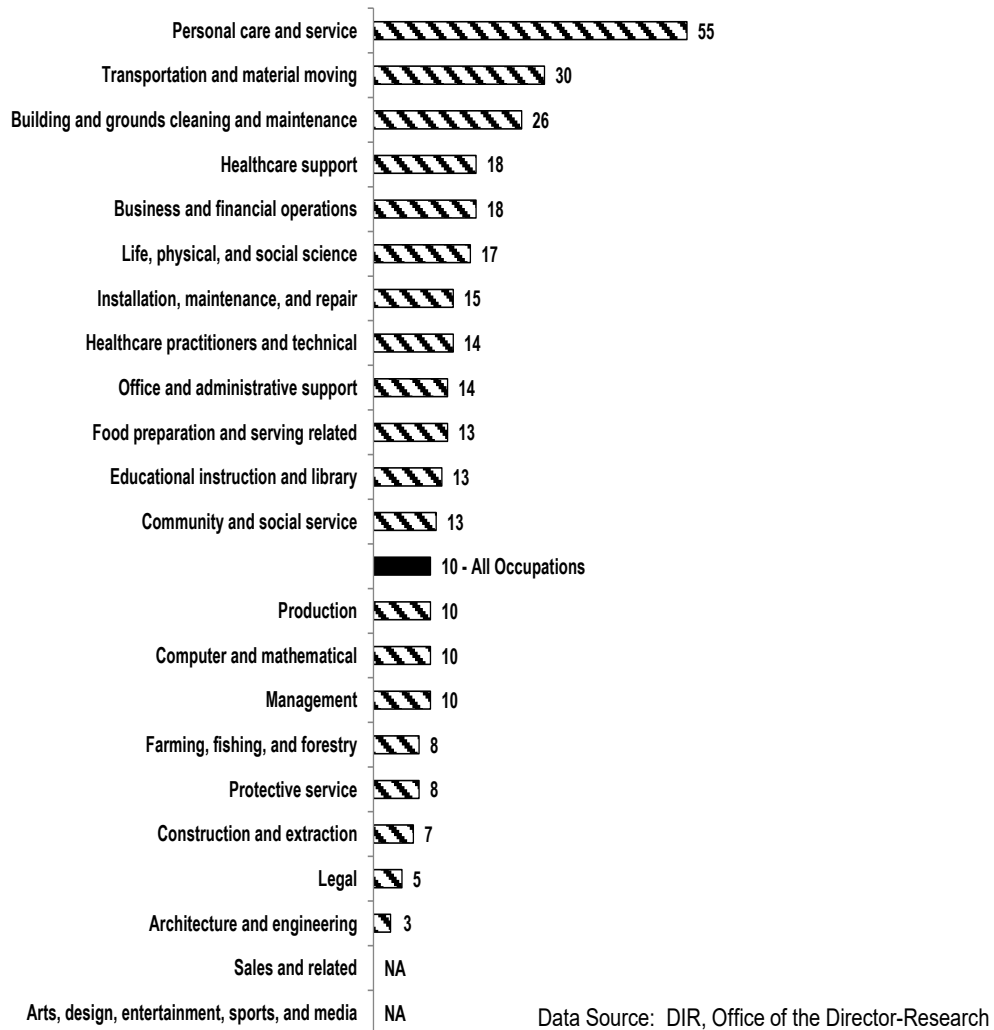 Personal care and service 55
Transportation and material moving 30
Building and grounds cleaning and maintenance 26
Healthcare support 18
Business and financial operations 18
Life, physical, and social science 17
Installation, maintenance, and repair 15
Healthcare practitioners and technical 14
Office and administrative support 14
Food preparation and serving related 13
Educational instruction and library 13
Community and social service 13
10 - All Occupations
Production 10
Computer and mathematical 10
Management 10
Farming, fishing, and forestry 8
Protective service 8
Construction and extraction 7
Legal 5
Architecture and engineering 3
Sales and related NA
Arts, design, entertainment, sports, and media NA
Data Source: DIR, Office of the Director-Research